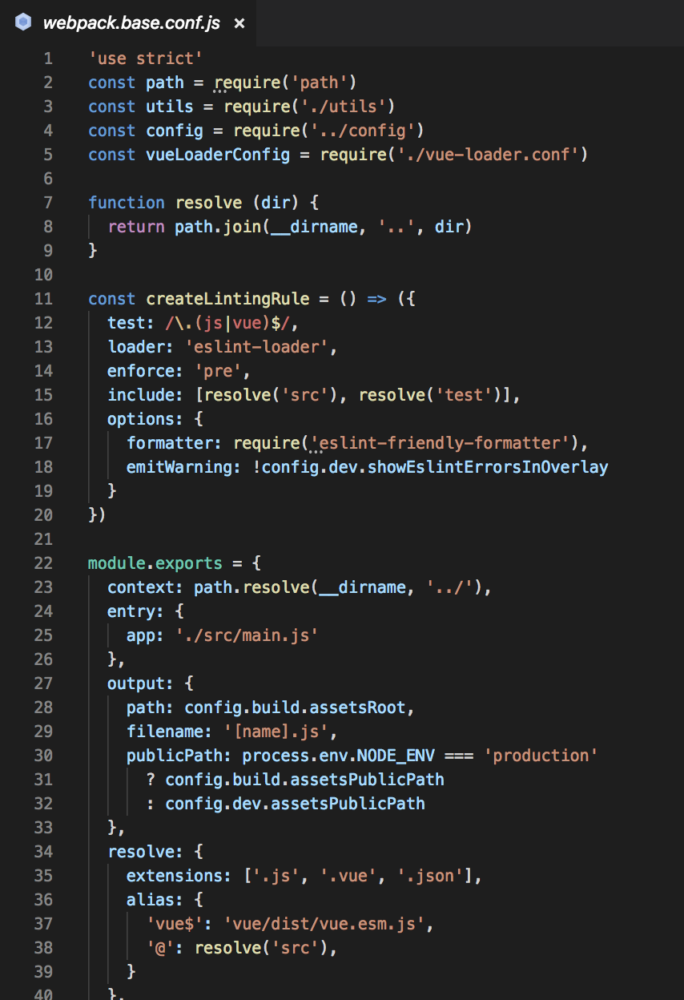 webpack.base.conf.js ×
1 'use strict'
2 const path = require('path')
3 const utils = require('./utils')
4 const config = require('../config')
5 const vueLoaderConfig = require('./vue-loader.conf')
6
7 function resolve (dir) {
8   return path.join(__dirname, '..', dir)
9 }
10
11 const createLintingRule = () => ({
12   test: /\.(js|vue)$/,
13   loader: 'eslint-loader',
14   enforce: 'pre',
15   include: [resolve('src'), resolve('test')],
16   options: {
17     formatter: require('eslint-friendly-formatter'),
18     emitWarning: !config.dev.showEslintErrorsInOverlay
19   }
20 })
21
22 module.exports = {
23   context: path.resolve(__dirname, '../'),
24   entry: {
25     app: './src/main.js'
26   },
27   output: {
28     path: config.build.assetsRoot,
29     filename: '[name].js',
30     publicPath: process.env.NODE_ENV === 'production'
31       ? config.build.assetsPublicPath
32       : config.dev.assetsPublicPath
33   },
34   resolve: {
35     extensions: ['.js', '.vue', '.json'],
36     alias: {
37       'vue$': 'vue/dist/vue.esm.js',
38       '@': resolve('src'),
39     }
40   },